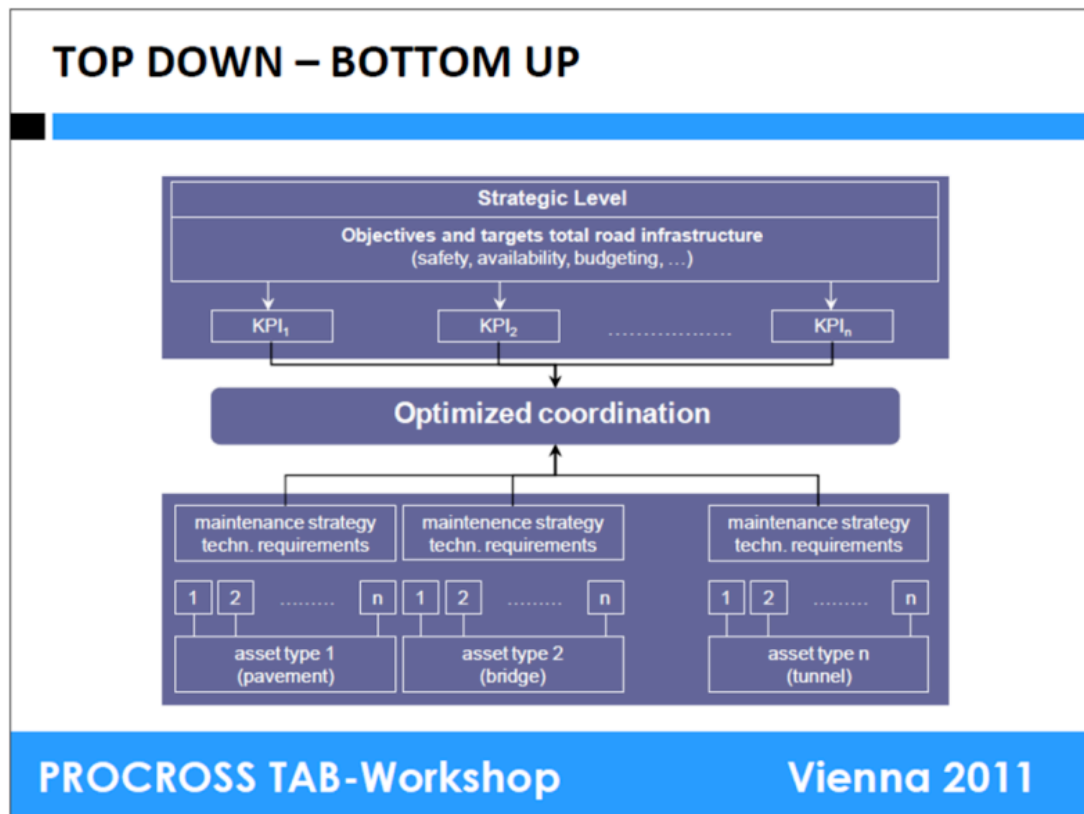 TOP DOWN – BOTTOM UP
Strategic Level
Objectives and targets total road infrastructure
(safety, availability, budgeting, …)
KPI₁ KPI₂ ………………… KPIₙ
Optimized coordination
maintenance strategy
techn. requirements
maintenence strategy
techn. requirements
maintenance strategy
techn. requirements
1 2 ……… n 1 2 ……… n 1 2 ……… n
asset type 1
(pavement)
asset type 2
(bridge)
asset type n
(tunnel)
PROCROSS TAB-Workshop Vienna 2011